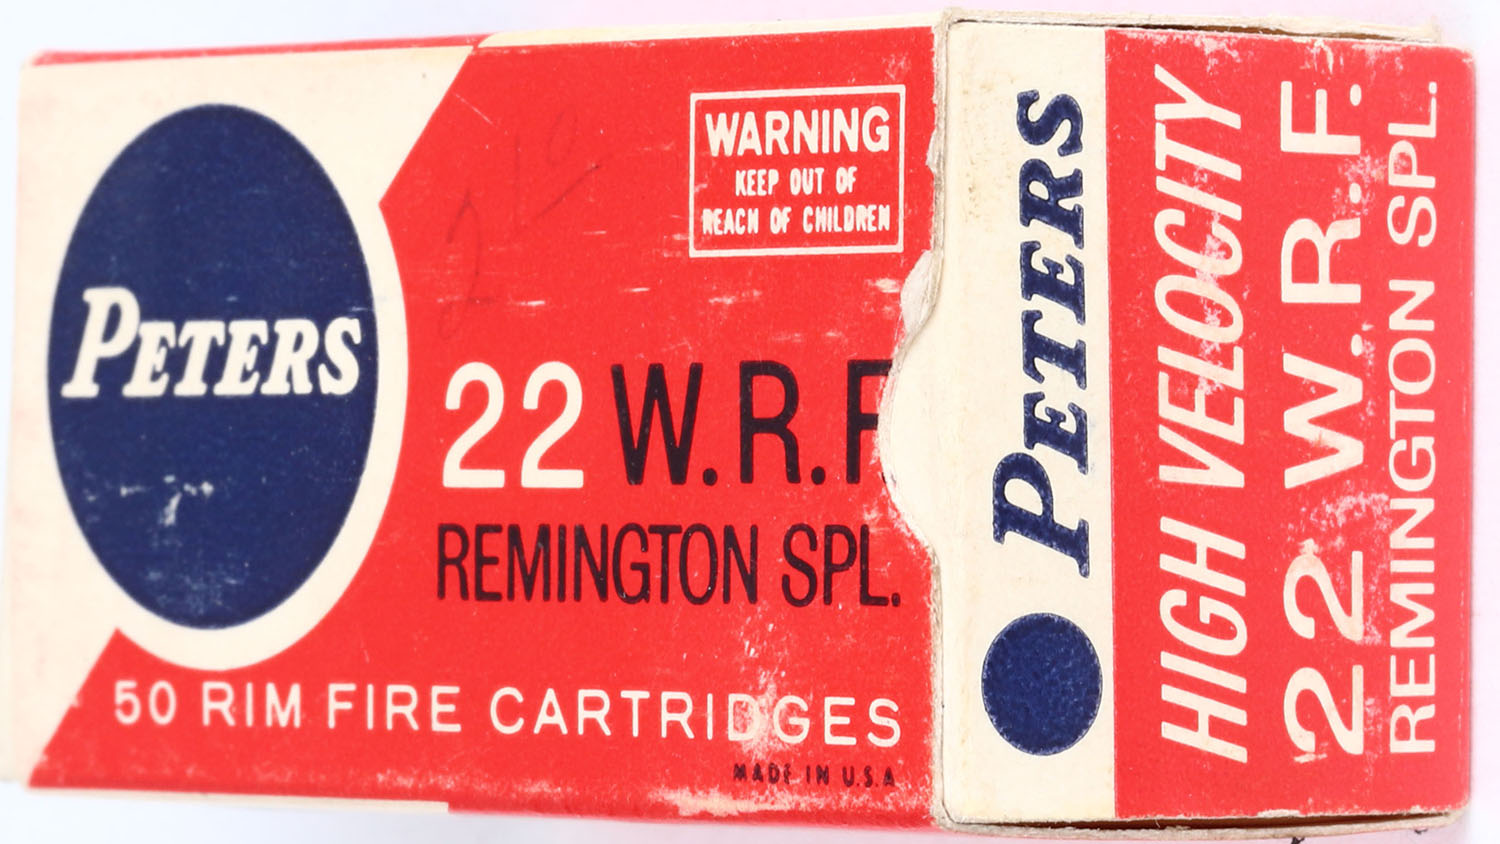 PETERS
WARNING
KEEP OUT OF
REACH OF CHILDREN
22 W.R.F.
REMINGTON SPL.
50 RIM FIRE CARTRIDGES
MADE IN U.S.A
PETERS
HIGH VELOCITY
22 W.R.F.
REMINGTON SPL.